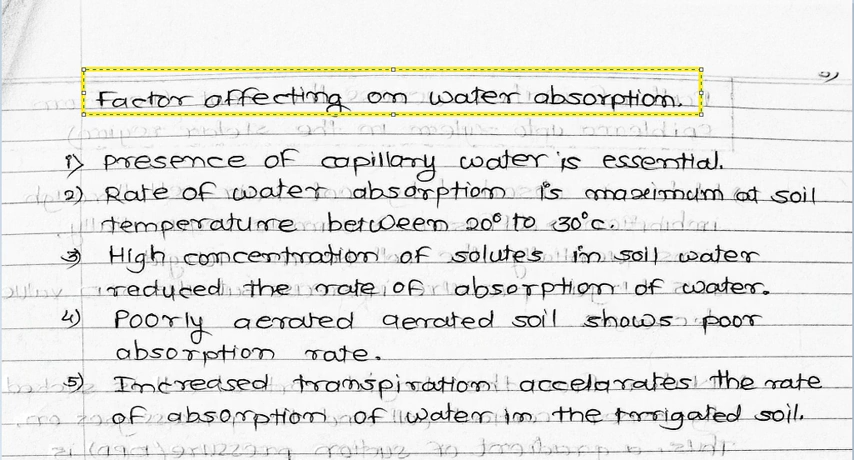 Factor affecting on water absorption.
1) presence of capillary water is essential.
2) Rate of water absorption is maximum at soil
temperature between 20° to 30°c.
3) High concentration of solutes in soil water
reduced the rate of absorption of water.
4) Poorly aerated aerated soil shows poor
absorption rate.
5) Increased transpiration accelarates the rate
of absorption of water in the irrigated soil.